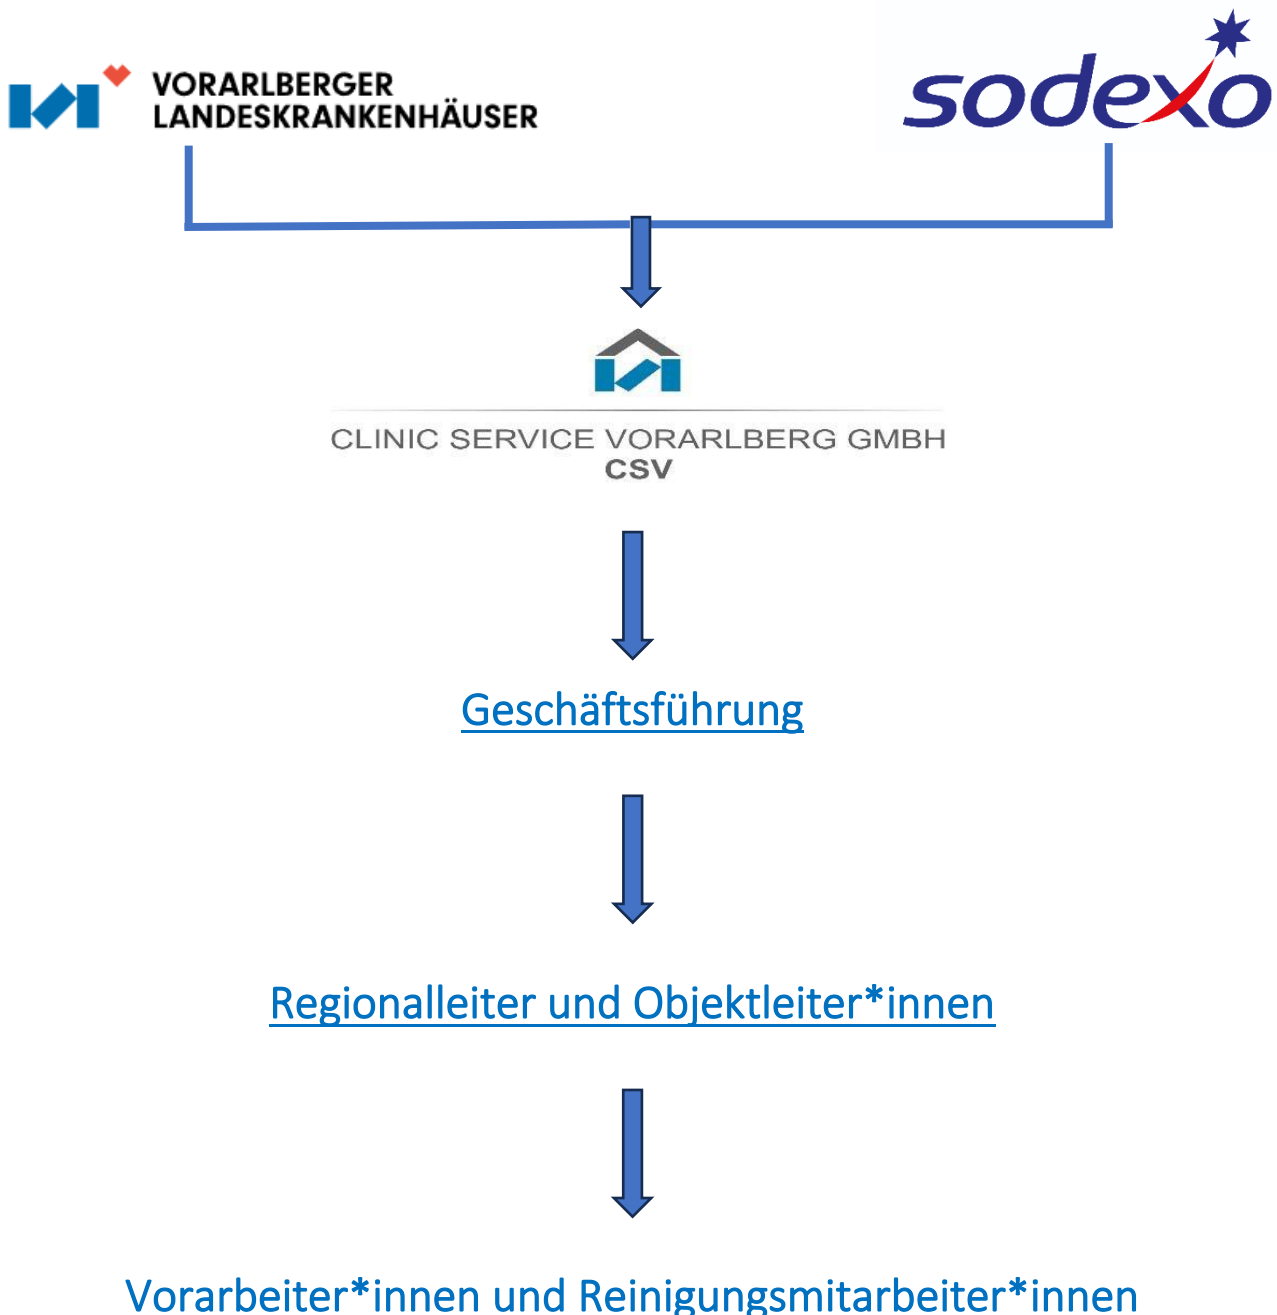 VORARLBERGER
LANDESKRANKENHÄUSER
sodexo
CLINIC SERVICE VORARLBERG GMBH
CSV
Geschäftsführung
Regionalleiter und Objektleiter*innen
Vorarbeiter*innen und Reinigungsmitarbeiter*innen